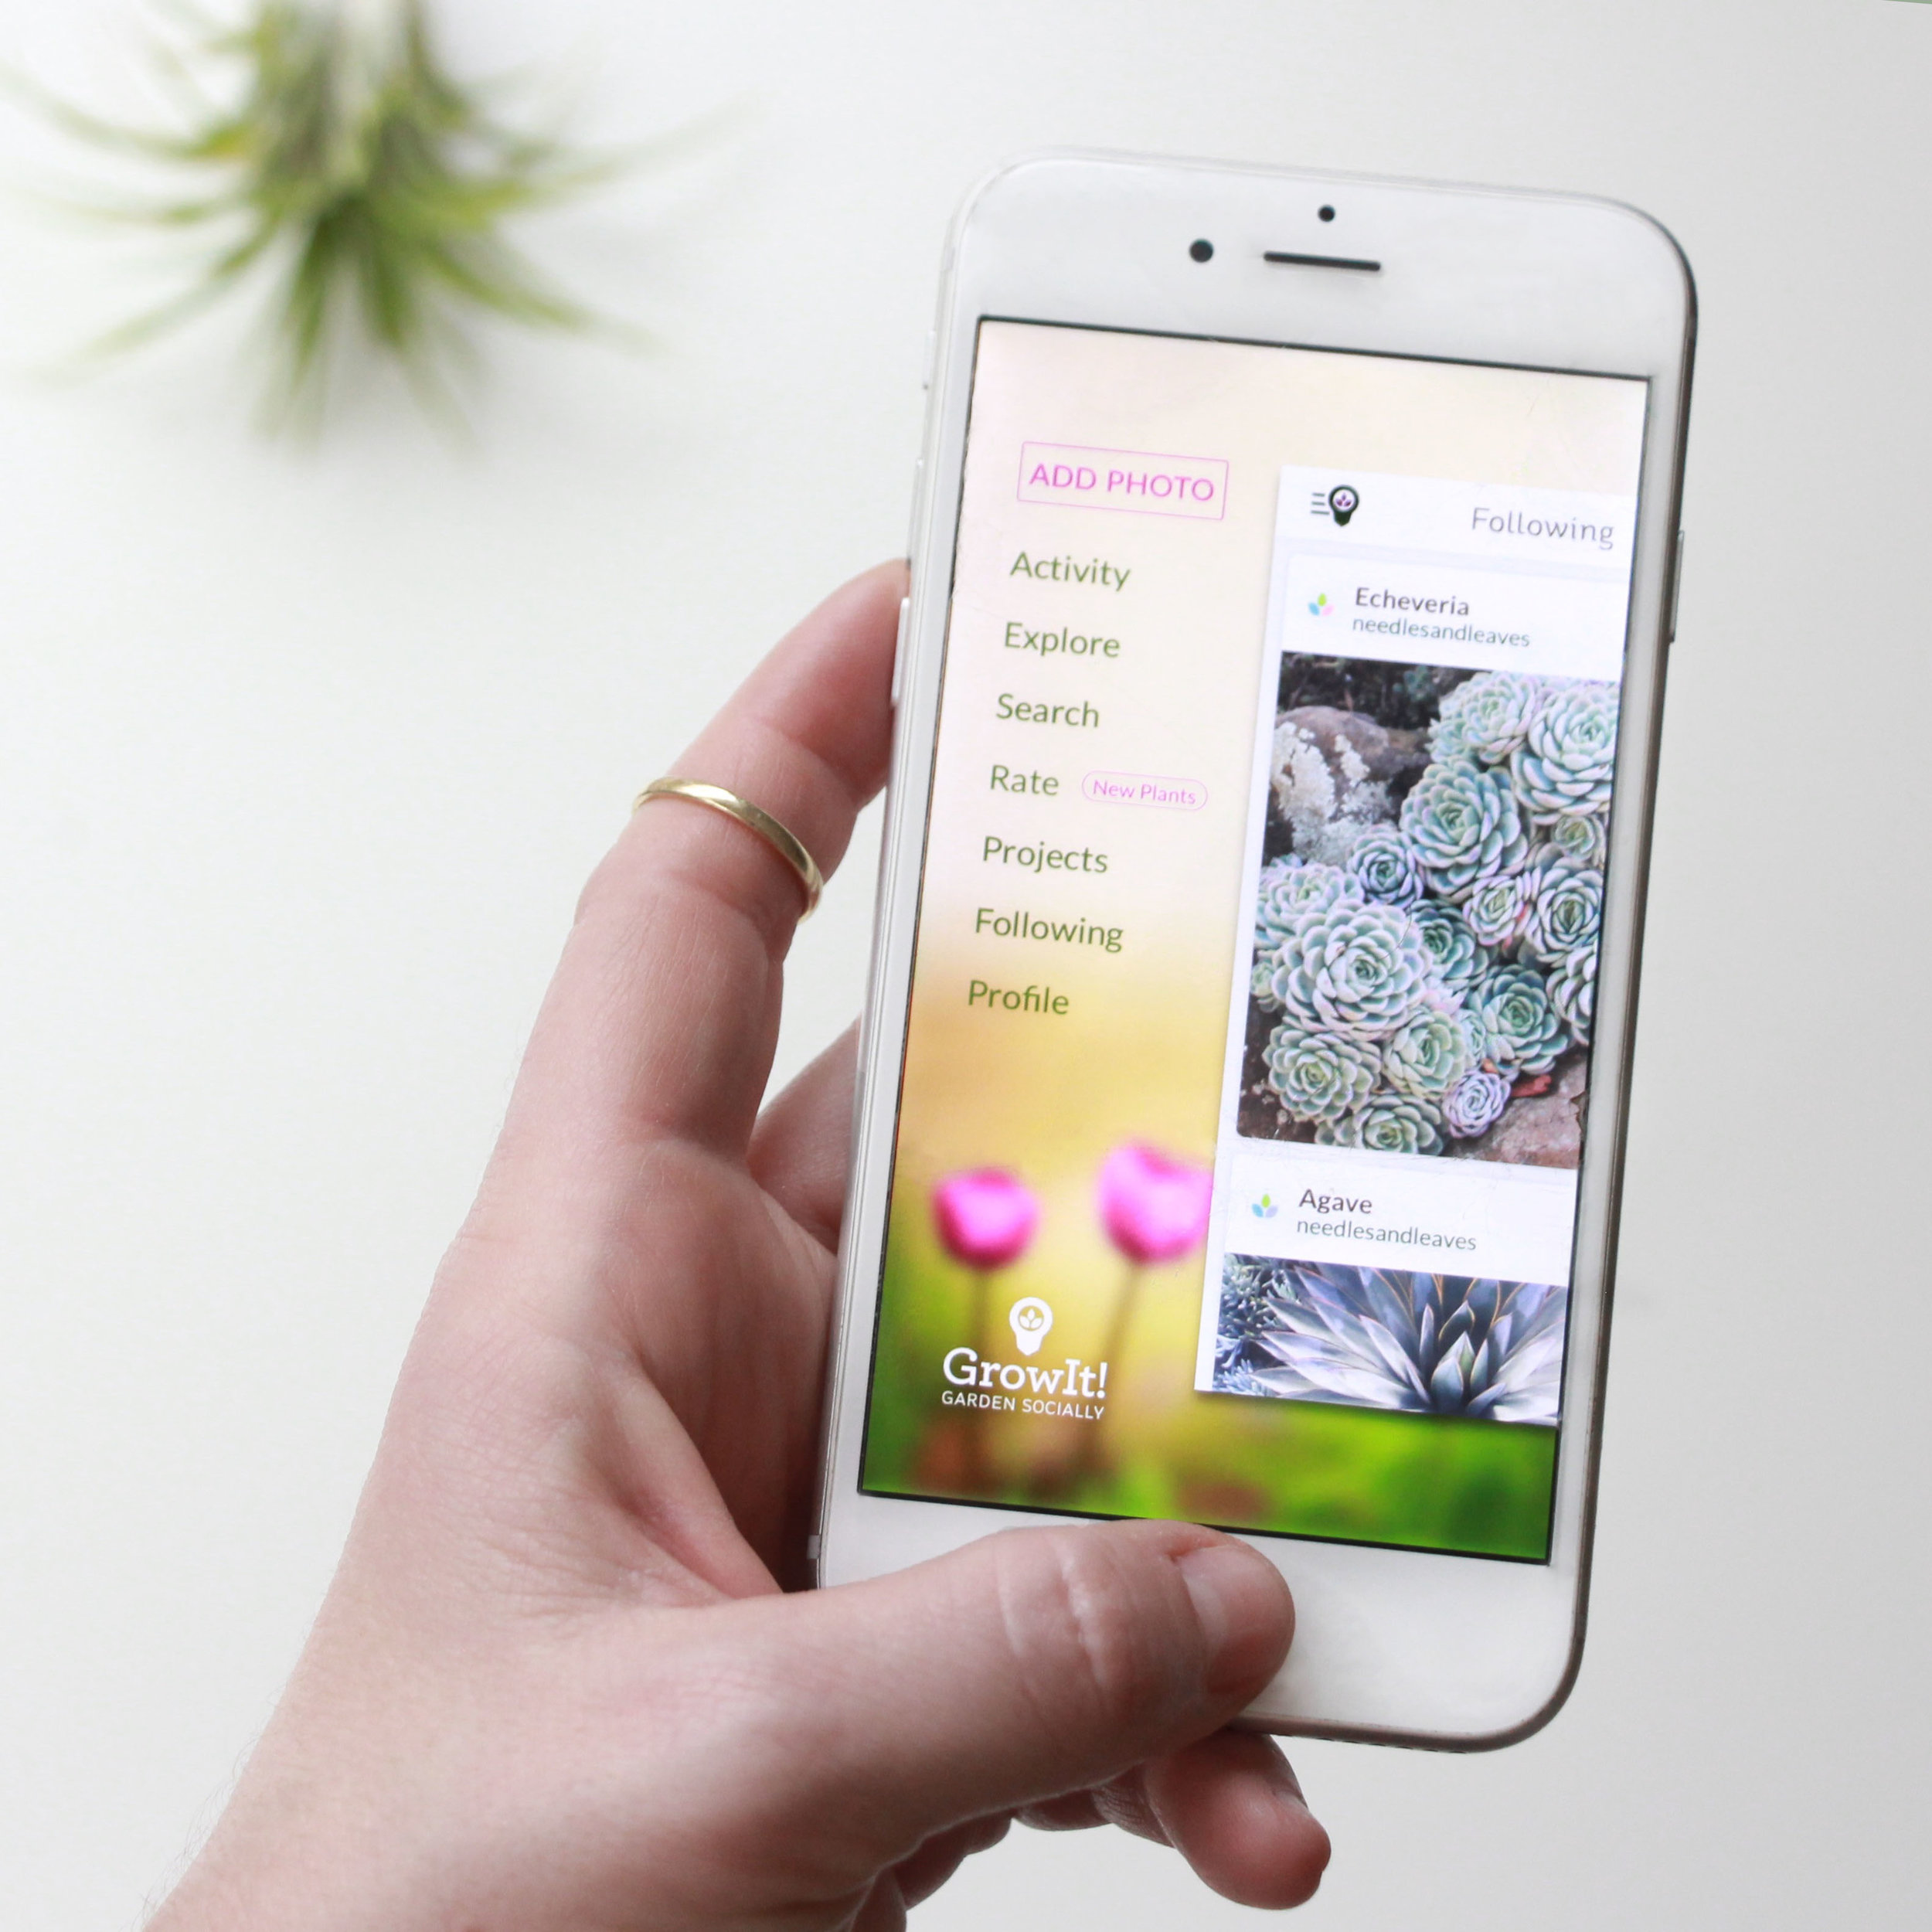 ADD PHOTO
Activity
Explore
Search
Rate New Plants
Projects
Following
Profile
GrowIt!
GARDEN SOCIALLY
Following
Echeveria
needlesandleaves
Agave
needlesandleaves